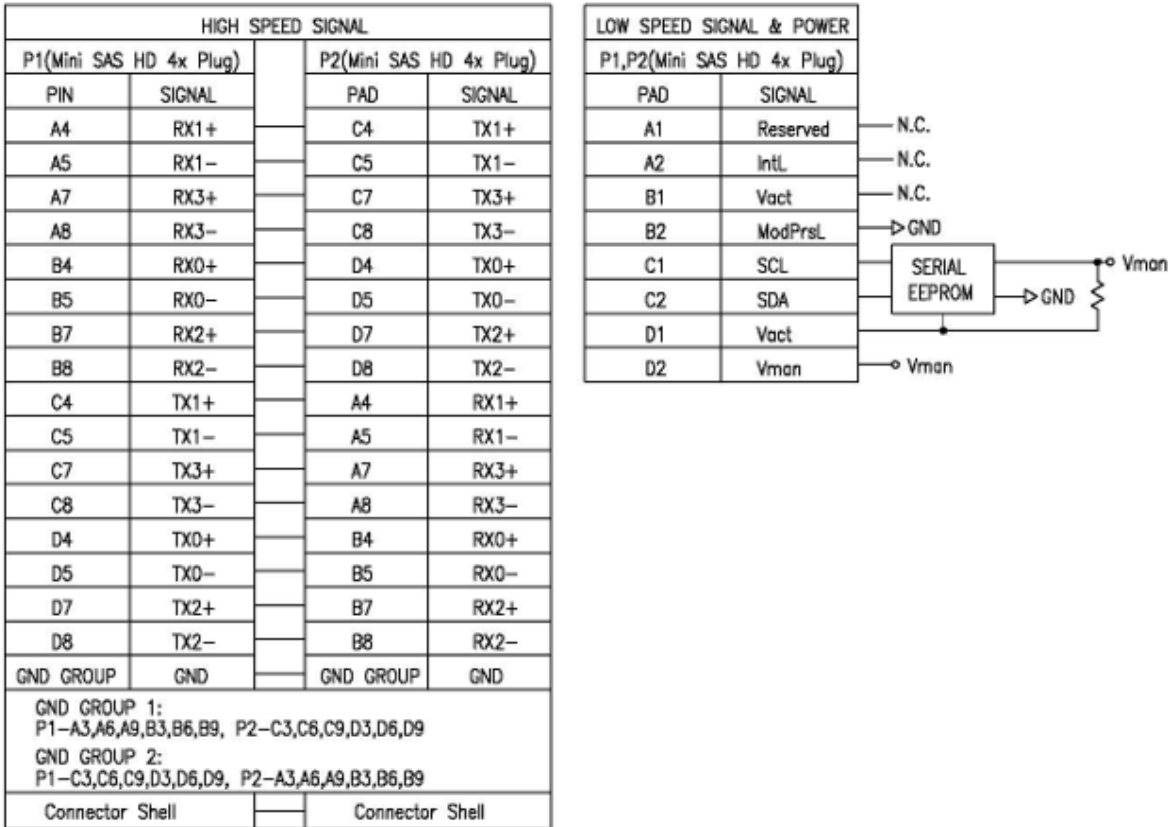 HIGH SPEED SIGNAL
P1(Mini SAS HD 4x Plug) P2(Mini SAS HD 4x Plug)
PIN SIGNAL PAD SIGNAL
A4 RX1+ C4 TX1+
A5 RX1- C5 TX1-
A7 RX3+ C7 TX3+
A8 RX3- C8 TX3-
B4 RX0+ D4 TX0+
B5 RX0- D5 TX0-
B7 RX2+ D7 TX2+
B8 RX2- D8 TX2-
C4 TX1+ A4 RX1+
C5 TX1- A5 RX1-
C7 TX3+ A7 RX3+
C8 TX3- A8 RX3-
D4 TX0+ B4 RX0+
D5 TX0- B5 RX0-
D7 TX2+ B7 RX2+
D8 TX2- B8 RX2-
GND GROUP GND GND GROUP GND
GND GROUP 1:
P1-A3,A6,A9,B3,B6,B9, P2-C3,C6,C9,D3,D6,D9
GND GROUP 2:
P1-C3,C6,C9,D3,D6,D9, P2-A3,A6,A9,B3,B6,B9
Connector Shell Connector Shell
LOW SPEED SIGNAL & POWER
P1,P2(Mini SAS HD 4x Plug)
PAD SIGNAL
A1 Reserved N.C.
A2 IntL N.C.
B1 Vact N.C.
B2 ModPrsL GND
C1 SCL SERIAL Vman
C2 SDA EEPROM GND
D1 Vact
D2 Vman Vman